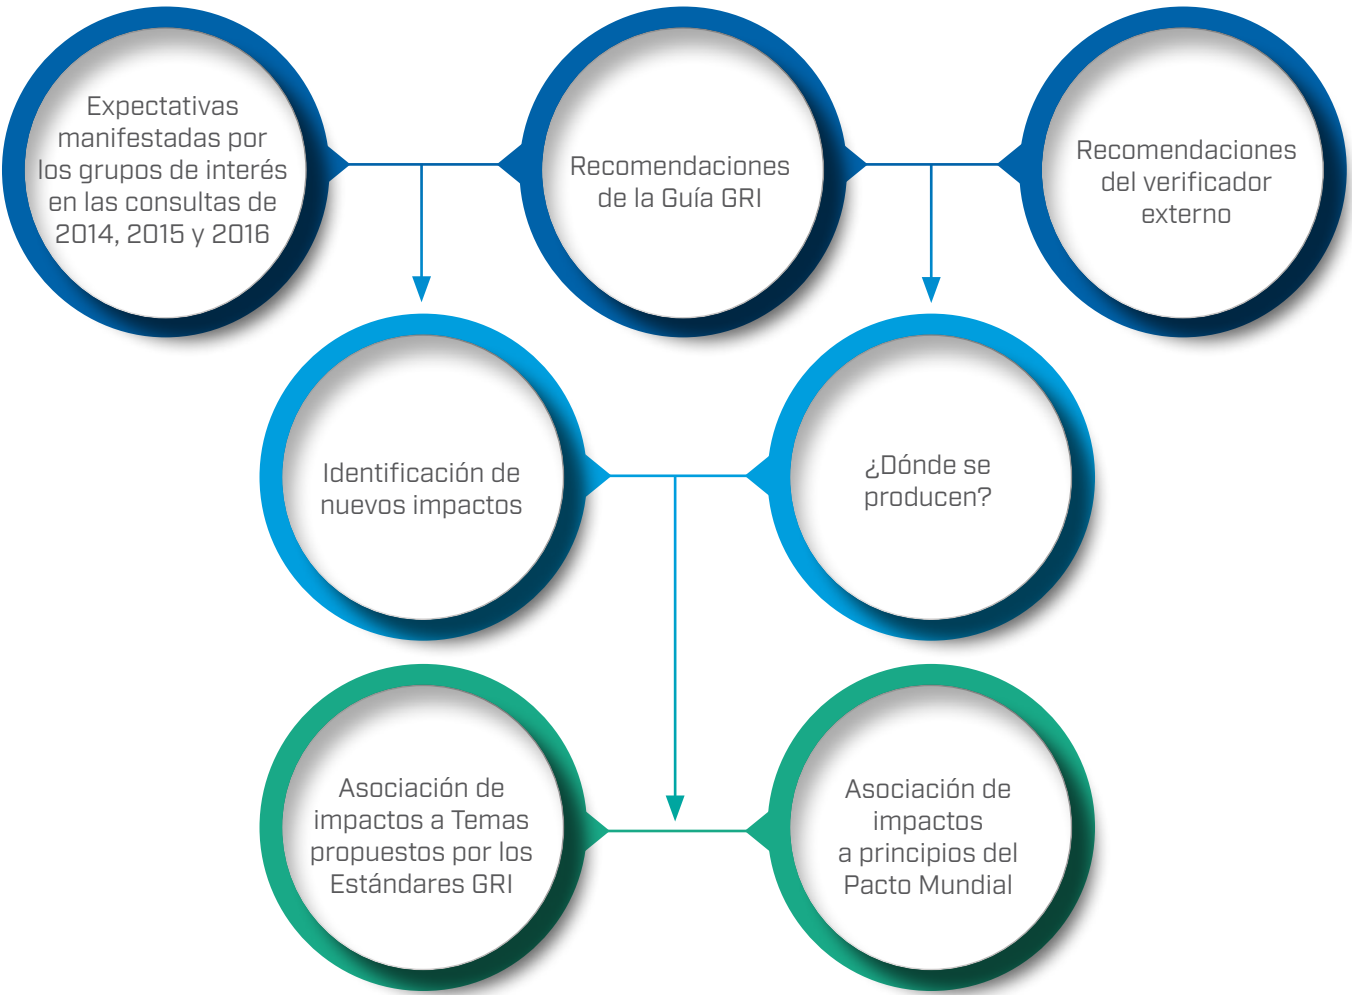 Expectativas
manifestadas por
los grupos de interés
en las consultas de
2014, 2015 y 2016
Recomendaciones
de la Guía GRI
Recomendaciones
del verificador
externo
Identificación de
nuevos impactos
¿Dónde se
producen?
Asociación de
impactos a Temas
propuestos por los
Estándares GRI
Asociación de
impactos
a principios del
Pacto Mundial